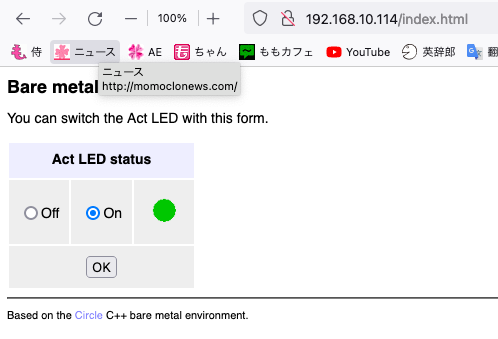 100%
192.168.10.114/index.html
侍 ニュース AE ちゃん ももカフェ YouTube 英辞郎 翻
ニュース
http://momoclonews.com/
Bare metal
You can switch the Act LED with this form.
Act LED status
Off On
OK
Based on the Circle C++ bare metal environment.